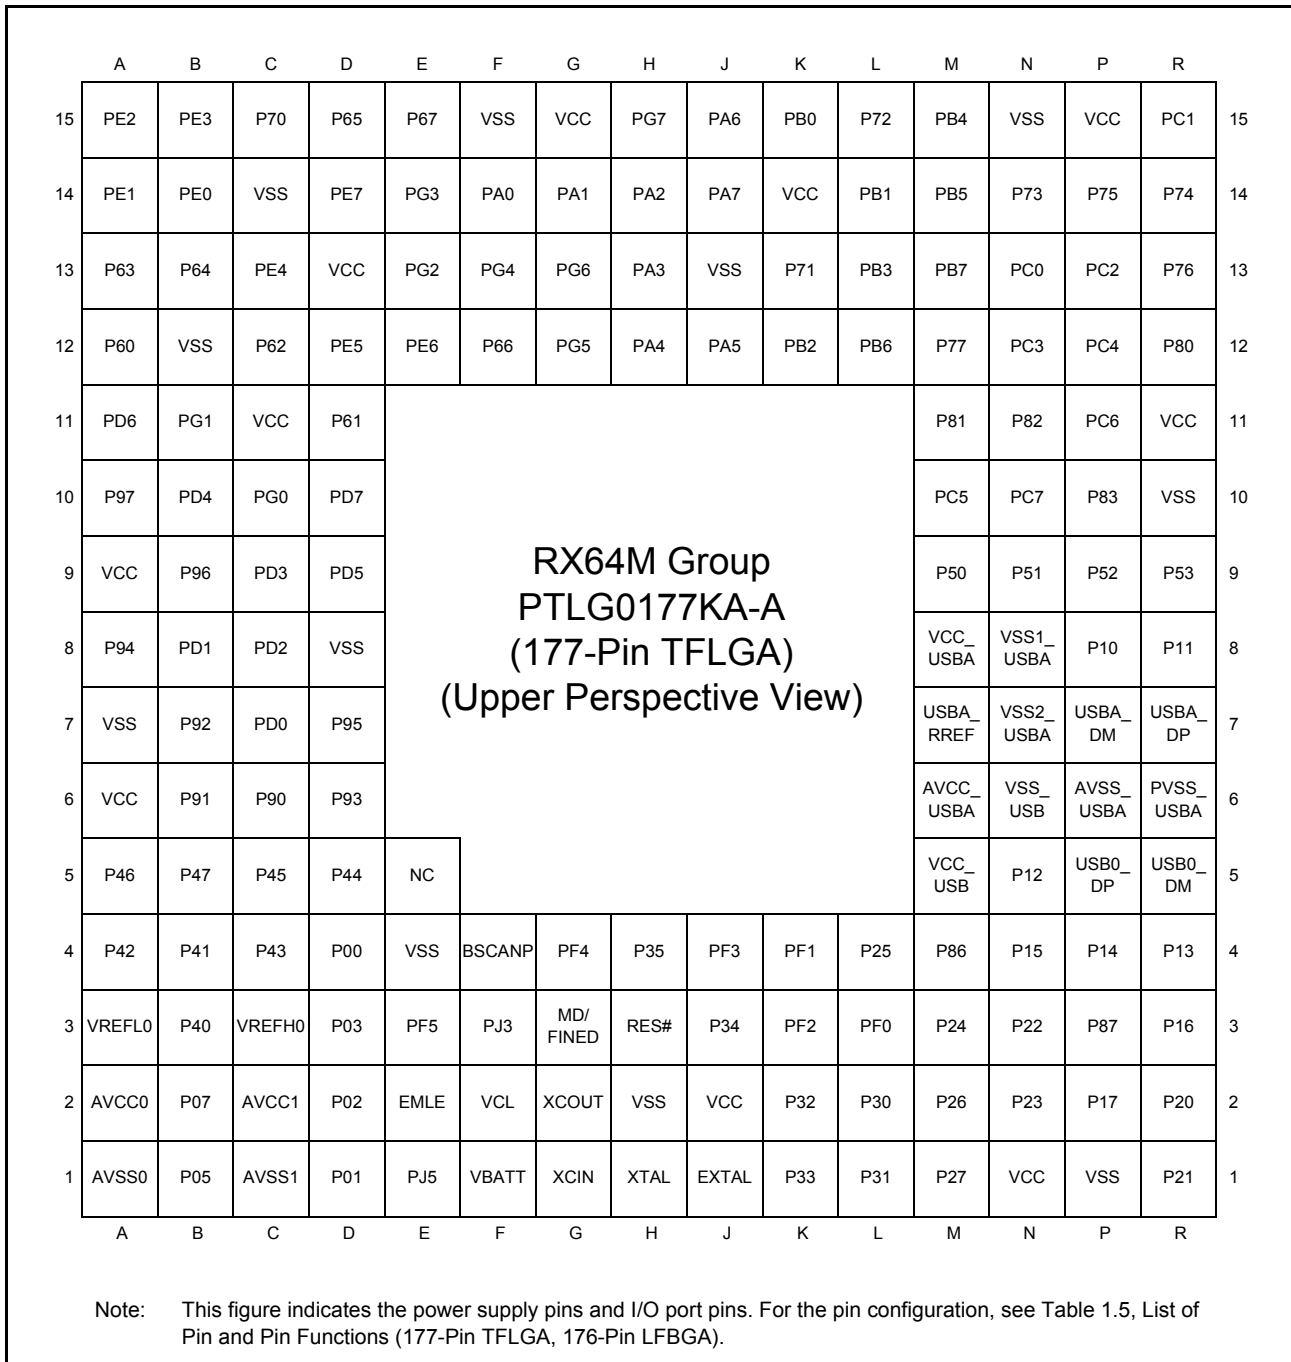 A B C D E F G H J K L M N P R
15 PE2 PE3 P70 P65 P67 VSS VCC PG7 PA6 PB0 P72 PB4 VSS VCC PC1 15
14 PE1 PE0 VSS PE7 PG3 PA0 PA1 PA2 PA7 VCC PB1 PB5 P73 P75 P74 14
13 P63 P64 PE4 VCC PG2 PG4 PG6 PA3 VSS P71 PB3 PB7 PC0 PC2 P76 13
12 P60 VSS P62 PE5 PE6 P66 PG5 PA4 PA5 PB2 PB6 P77 PC3 PC4 P80 12
11 PD6 PG1 VCC P61 P81 P82 PC6 VCC 11
10 P97 PD4 PG0 PD7 PC5 PC7 P83 VSS 10
9 VCC P96 PD3 PD5 P50 P51 P52 P53 9
8 P94 PD1 PD2 VSS VCC_ USBA VSS1_ USBA P10 P11 8
7 VSS P92 PD0 P95 USBA_ RREF VSS2_ USBA USBA_ DM USBA_ DP 7
6 VCC P91 P90 P93 AVCC_ USBA VSS_ USB AVSS_ USBA PVSS_ USBA 6
5 P46 P47 P45 P44 NC VCC_ USB P12 USB0_ DP USB0_ DM 5
RX64M Group
PTLG0177KA-A
(177-Pin TFLGA)
(Upper Perspective View)
4 P42 P41 P43 P00 VSS BSCANP PF4 P35 PF3 PF1 P25 P86 P15 P14 P13 4
3 VREFL0 P40 VREFH0 P03 PF5 PJ3 MD/ FINED RES# P34 PF2 PF0 P24 P22 P87 P16 3
2 AVCC0 P07 AVCC1 P02 EMLE VCL XCOUT VSS VCC P32 P30 P26 P23 P17 P20 2
1 AVSS0 P05 AVSS1 P01 PJ5 VBATT XCIN XTAL EXTAL P33 P31 P27 VCC VSS P21 1
A B C D E F G H J K L M N P R
Note: This figure indicates the power supply pins and I/O port pins. For the pin configuration, see Table 1.5, List of
Pin and Pin Functions (177-Pin TFLGA, 176-Pin LFBGA).